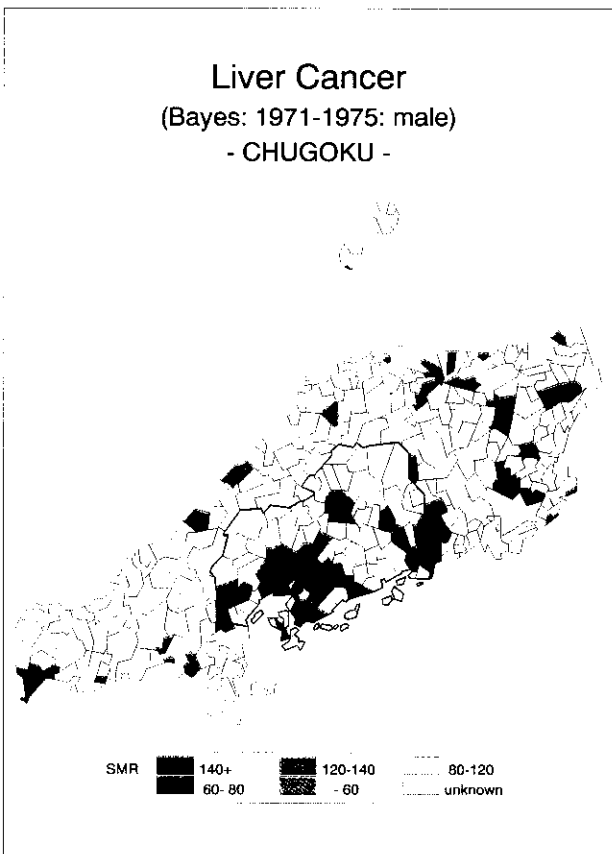 Liver Cancer
(Bayes: 1971-1975: male)
- CHUGOKU -
SMR 140+ 120-140 80-120
60- 80 - 60 unknown